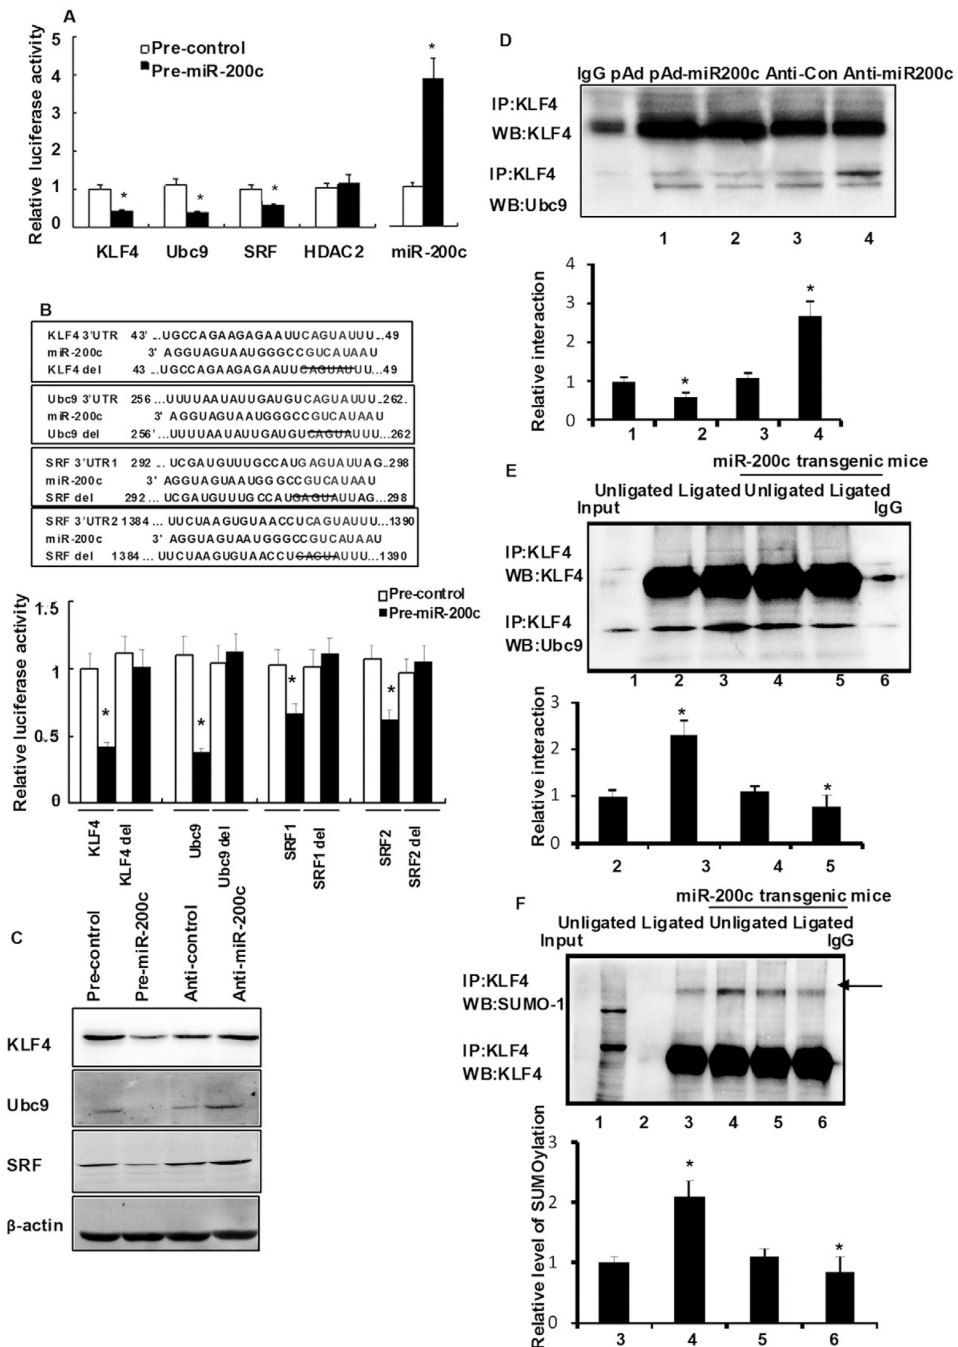 A
Relative luciferase activity
5
4
3
2
1
0
Pre-control
Pre-miR-200c
*
*
*
*
KLF4 Ubc9 SRF HDAC2 miR-200c
B
KLF4 3'UTR 43' ...UGCCAGAAGAGAAUUCAGUAUUU...49
miR-200c 3' AGGUAGUAAUGGGCCGUCAUAAU
KLF4 del 43 ...UGCCAGAAGAGAAUUCAGUAUUU...49
Ubc9 3'UTR 256 ...UUUUAAUAUUGAUGUCAGUAUUU...262.
miR-200c 3' AGGUAGUAAUGGGCCGUCAUAAU
Ubc9 del 256'...UUUUAAUAUUGAUGUCAGUAUUU...262
SRF 3'UTR1 292 ... UCGAUGUUUGCCAUGAGUAUUAG..298
miR-200c 3' AGGUAGUAAUGGGCCGUCAUAAU
SRF del 292 ... UCGAUGUUUGCCAUGAGUAUUAG...298
SRF 3'UTR2 1384... UUCUAAGUGUAACCUCAGUAUUU...1390
miR-200c 3' AGGUAGUAAUGGGCCGUCAUAAU
SRF del 1384... UUCUAAGUGUAACCUCAGUAUUU...1390
Relative luciferase activity
1.5
1
0.5
0
Pre-control
Pre-miR-200c
*
*
*
*
KLF4
KLF4 del
Ubc9
Ubc9 del
SRF1
SRF1 del
SRF2
SRF2 del
C
Pre-control
Pre-miR-200c
Anti-control
Anti-miR-200c
KLF4
Ubc9
SRF
β-actin
D
IgG pAd pAd-miR200c Anti-Con Anti-miR200c
IP:KLF4
WB:KLF4
IP:KLF4
WB:Ubc9
1 2 3 4
Relative interaction
4
3
2
1
0
*
*
1 2 3 4
E
miR-200c transgenic mice
Unligated Ligated Unligated Ligated
Input IgG
IP:KLF4
WB:KLF4
IP:KLF4
WB:Ubc9
1 2 3 4 5 6
Relative interaction
3
2
1
0
*
*
2 3 4 5
F
miR-200c transgenic mice
Unligated Ligated Unligated Ligated
Input IgG
IP:KLF4
WB:SUMO-1
IP:KLF4
WB:KLF4
1 2 3 4 5 6
Relative level of SUMOylation
3
2
1
0
*
*
3 4 5 6